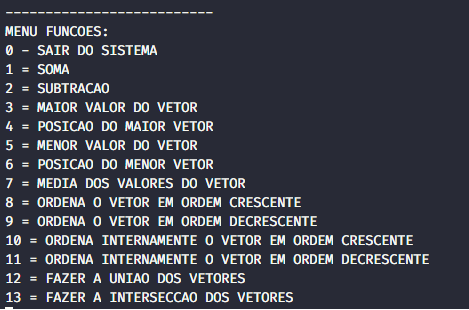 --------------------------
MENU FUNCOES:
0 - SAIR DO SISTEMA
1 = SOMA
2 = SUBTRACAO
3 = MAIOR VALOR DO VETOR
4 = POSICAO DO MAIOR VETOR
5 = MENOR VALOR DO VETOR
6 = POSICAO DO MENOR VETOR
7 = MEDIA DOS VALORES DO VETOR
8 = ORDENA O VETOR EM ORDEM CRESCENTE
9 = ORDENA O VETOR EM ORDEM DECRESCENTE
10 = ORDENA INTERNAMENTE O VETOR EM ORDEM CRESCENTE
11 = ORDENA INTERNAMENTE O VETOR EM ORDEM DECRESCENTE
12 = FAZER A UNIAO DOS VETORES
13 = FAZER A INTERSECCAO DOS VETORES